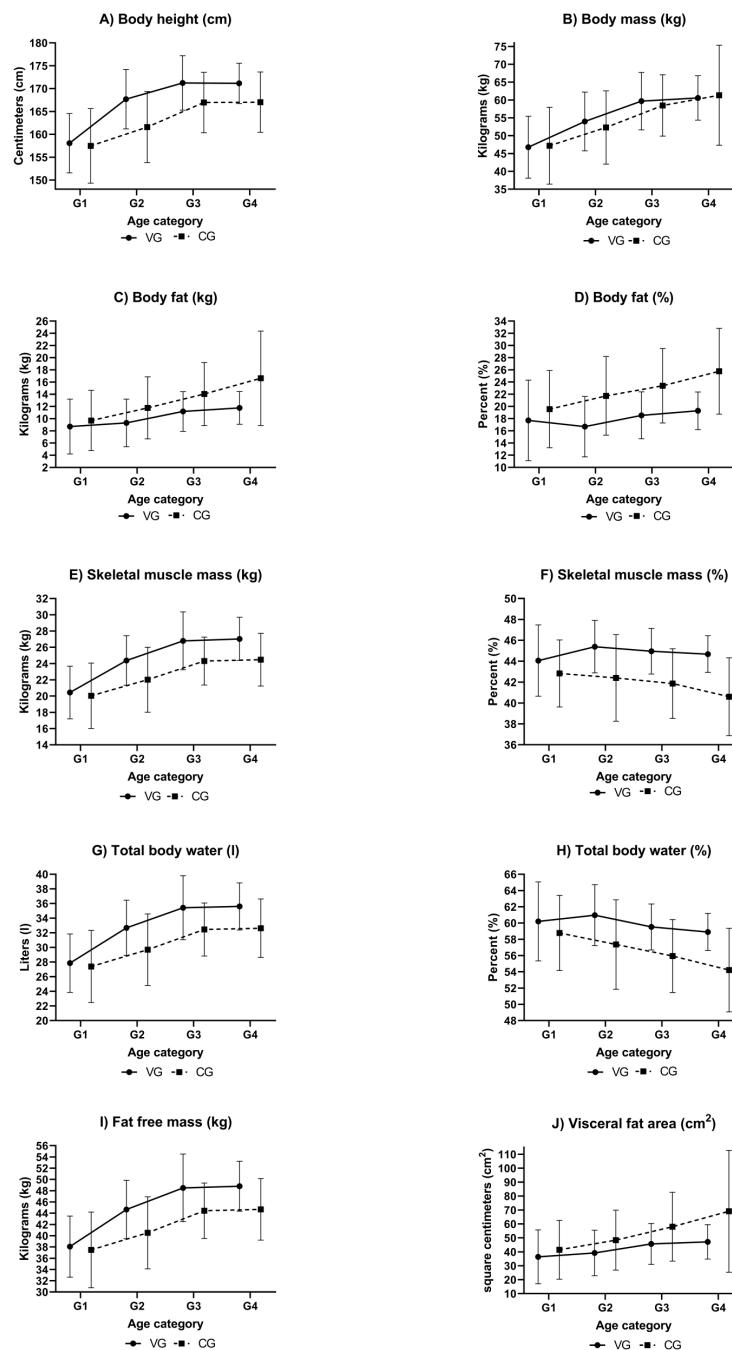 A) Body height (cm)
Centimeters (cm)
180
175
170
165
160
155
150
G1 G2 G3 G4
Age category
VG CG
B) Body mass (kg)
Kilograms (kg)
75
70
65
60
55
50
45
40
35
G1 G2 G3 G4
Age category
VG CG
C) Body fat (kg)
Kilograms (kg)
26
24
22
20
18
16
14
12
10
8
6
4
2
G1 G2 G3 G4
Age category
VG CG
D) Body fat (%)
Percent (%)
34
32
30
28
26
24
22
20
18
16
14
12
10
G1 G2 G3 G4
Age category
VG CG
E) Skeletal muscle mass (kg)
Kilograms (kg)
32
30
28
26
24
22
20
18
16
14
G1 G2 G3 G4
Age category
VG CG
F) Skeletal muscle mass (%)
Percent (%)
50
48
46
44
42
40
38
36
G1 G2 G3 G4
Age category
VG CG
G) Total body water (l)
Liters (l)
40
38
36
34
32
30
28
26
24
22
20
G1 G2 G3 G4
Age category
VG CG
H) Total body water (%)
Percent (%)
66
64
62
60
58
56
54
52
50
48
G1 G2 G3 G4
Age category
VG CG
I) Fat free mass (kg)
Kilograms (kg)
56
54
52
50
48
46
44
42
40
38
36
34
32
30
G1 G2 G3 G4
Age category
VG CG
J) Visceral fat area (cm²)
square centimeters (cm²)
110
100
90
80
70
60
50
40
30
20
10
G1 G2 G3 G4
Age category
VG CG